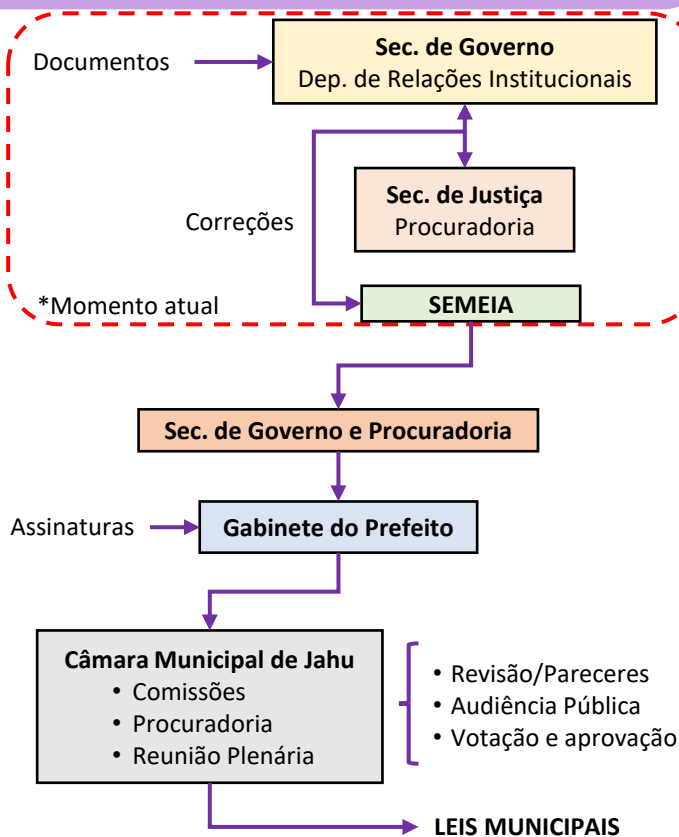 Sec. de Governo
Documentos
Dep. de Relações Institucionais
Sec. de Justiça
Procuradoria
Correções
*Momento atual
SEMEIA
Sec. de Governo e Procuradoria
Assinaturas
Gabinete do Prefeito
Câmara Municipal de Jahu
• Comissões
• Procuradoria
• Reunião Plenária
• Revisão/Pareceres
• Audiência Pública
• Votação e aprovação
LEIS MUNICIPAIS